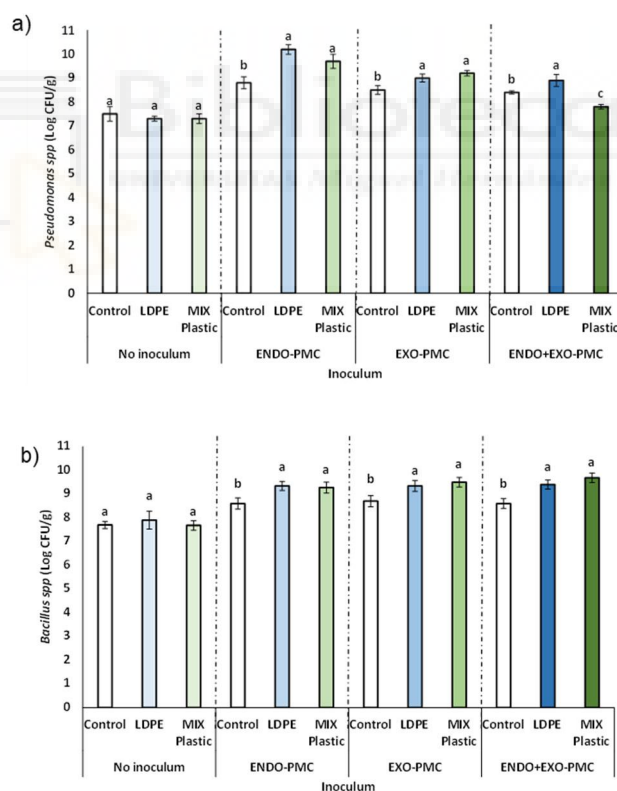 a)
Pseudomonas spp (Log CFU/g)
11
10
9
8
7
6
5
4
3
2
1
0
a a a b a a b a a b a c
Control LDPE MIX Plastic Control LDPE MIX Plastic Control LDPE MIX Plastic Control LDPE MIX Plastic
No inoculum ENDO-PMC EXO-PMC ENDO+EXO-PMC
Inoculum
b)
Bacillus spp (Log CFU/g)
11
10
9
8
7
6
5
4
3
2
1
0
a a a b a a b a a b a a
Control LDPE MIX Plastic Control LDPE MIX Plastic Control LDPE MIX Plastic Control LDPE MIX Plastic
No inoculum ENDO-PMC EXO-PMC ENDO+EXO-PMC
Inoculum